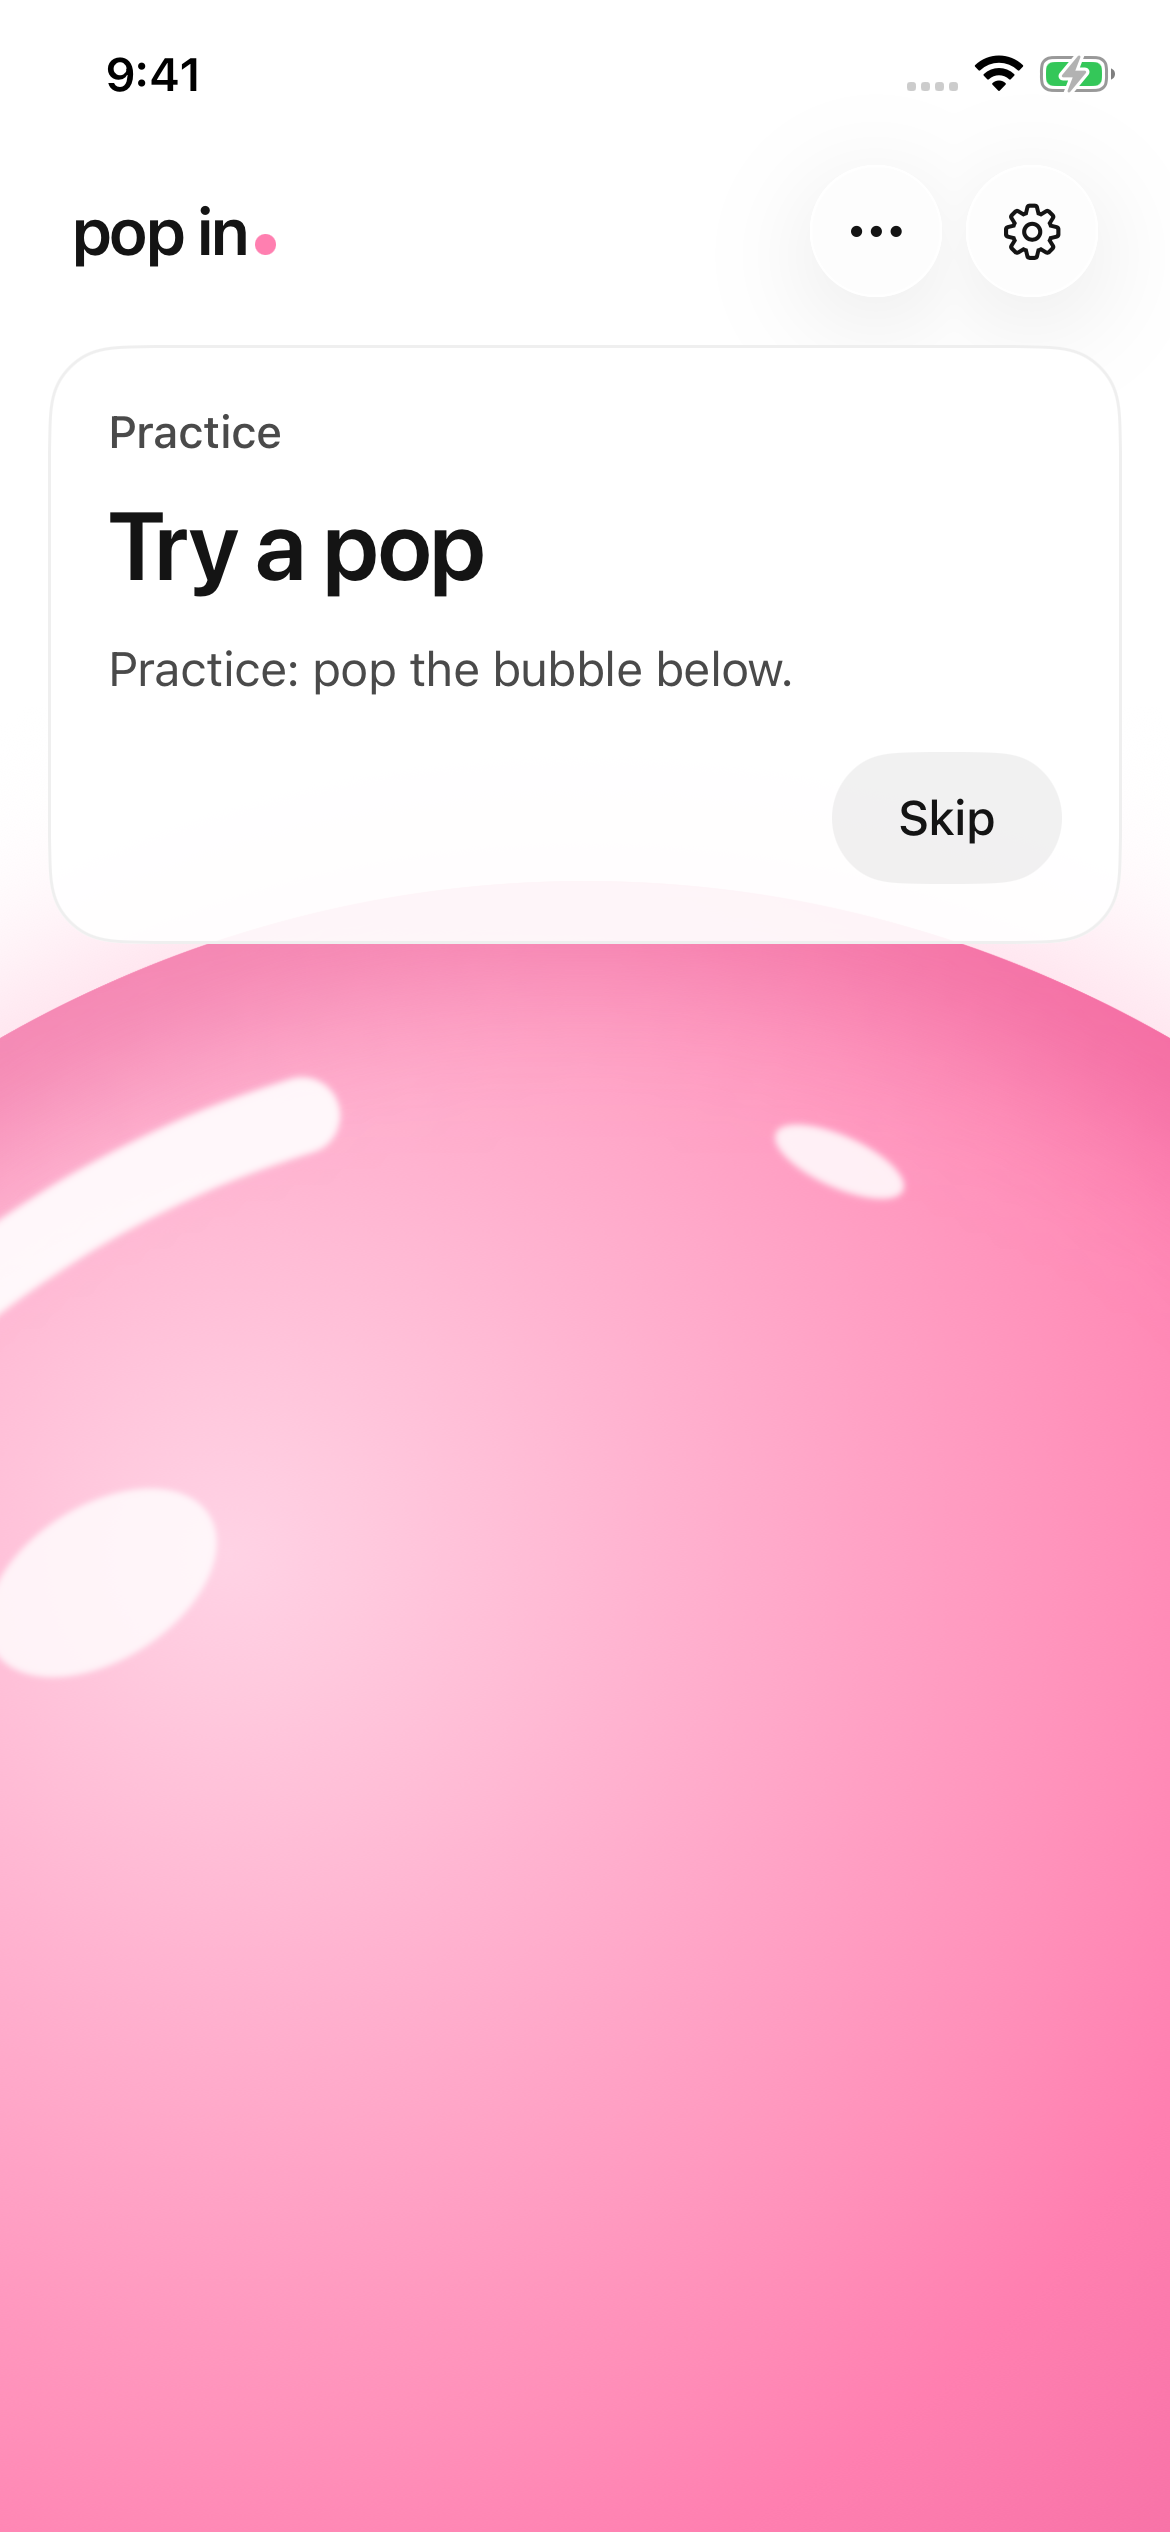 9:41
pop in
Practice
Try a pop
Practice: pop the bubble below.
Skip